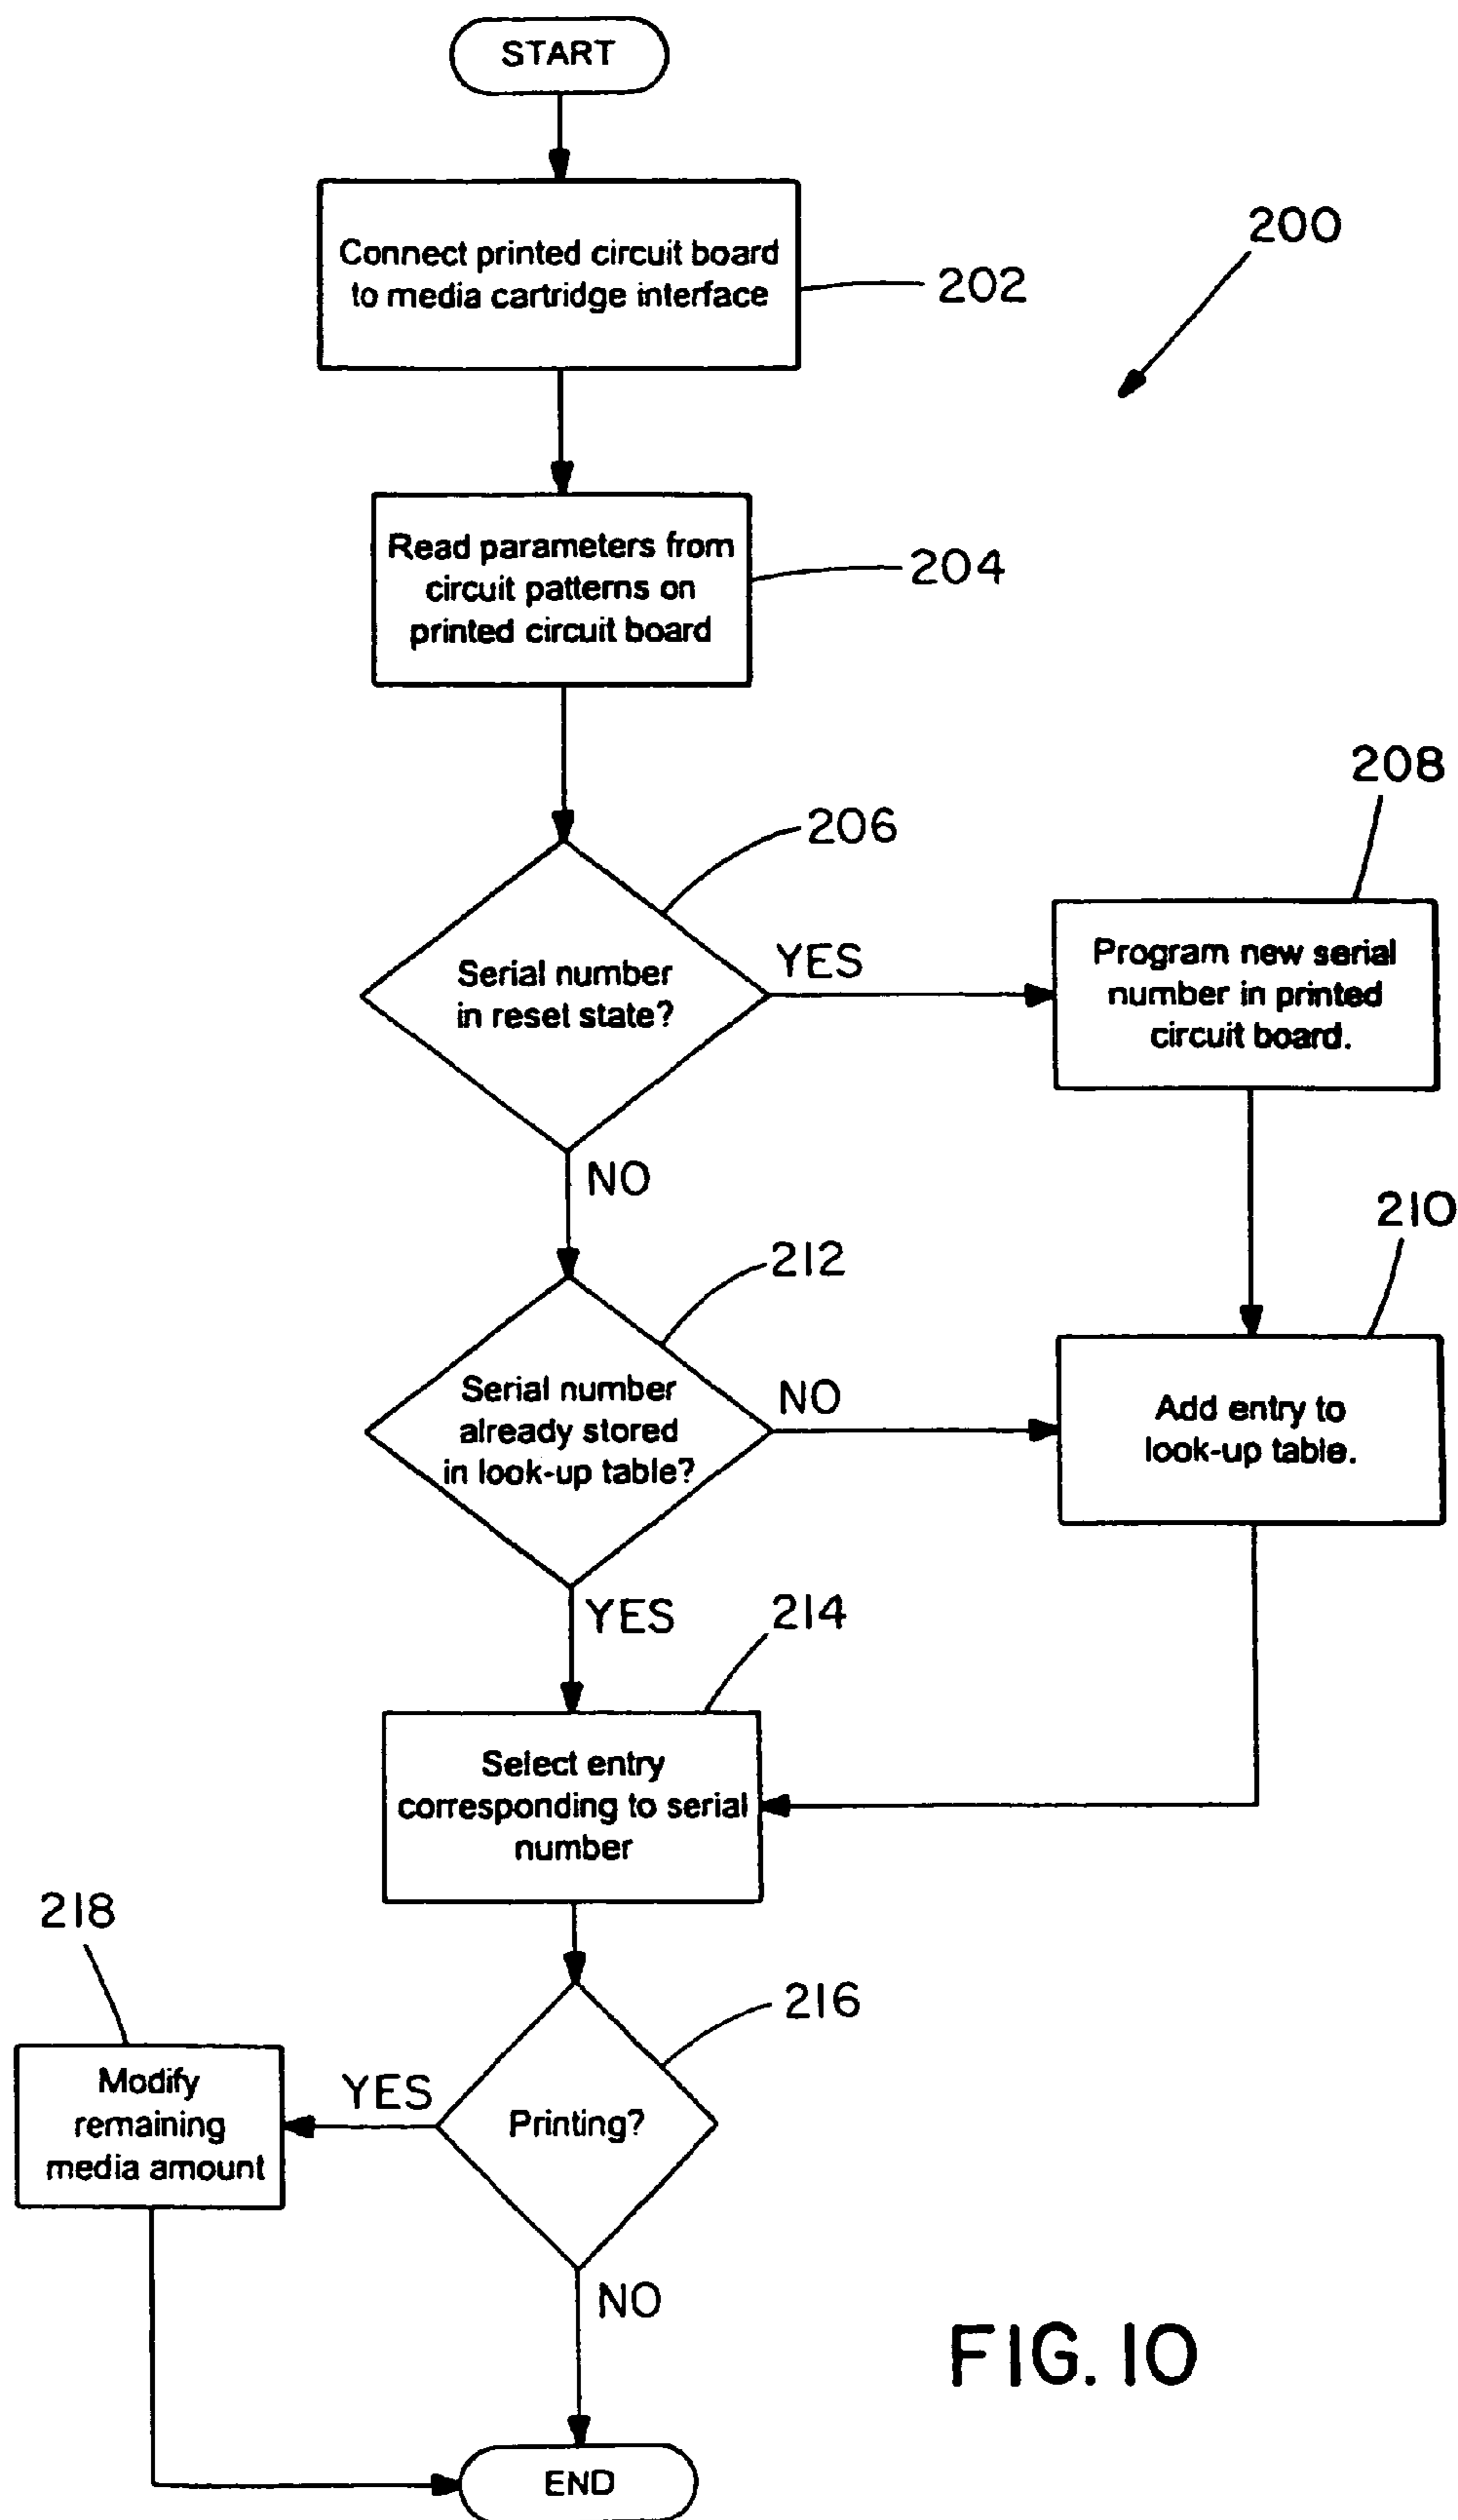 START
Connect printed circuit board
to media cartridge interface
202
200
Read parameters from
circuit patterns on
printed circuit board
204
206
208
Serial number
in reset state?
YES
Program new serial
number in printed
circuit board.
NO
210
212
Serial number
already stored
in look-up table?
NO
Add entry to
look-up table.
YES
214
Select entry
corresponding to serial
number
218
216
Modify
remaining
media amount
YES
Printing?
NO
FIG. 10
END